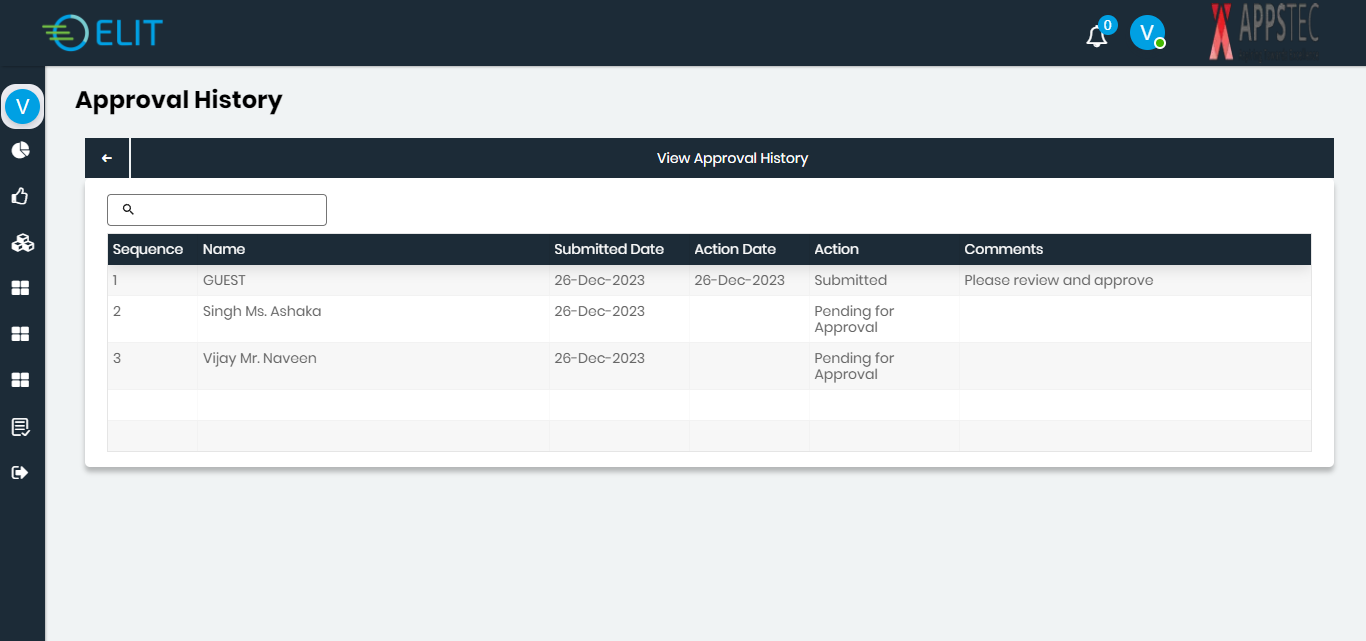 ELIT
0
V
APPSTEC
V
Approval History
View Approval History
Sequence Name Submitted Date Action Date Action Comments
1 GUEST 26-Dec-2023 26-Dec-2023 Submitted Please review and approve
2 Singh Ms. Ashaka 26-Dec-2023 Pending for
Approval
3 Vijay Mr. Naveen 26-Dec-2023 Pending for
Approval